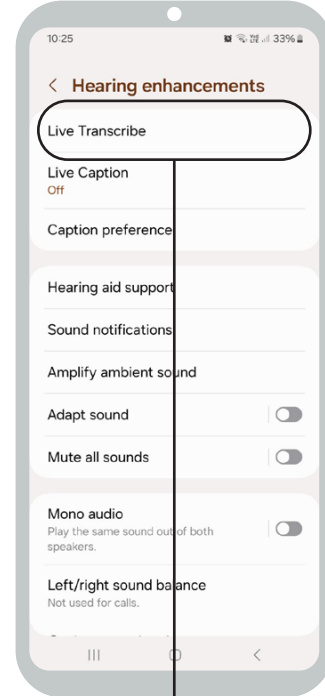 10:25 33%
< Hearing enhancements
Live Transcribe
Live Caption
Off
Caption preference
Hearing aid support
Sound notifications
Amplify ambient sound
Adapt sound
Mute all sounds
Mono audio
Play the same sound out of both
speakers.
Left/right sound balance
Not used for calls.